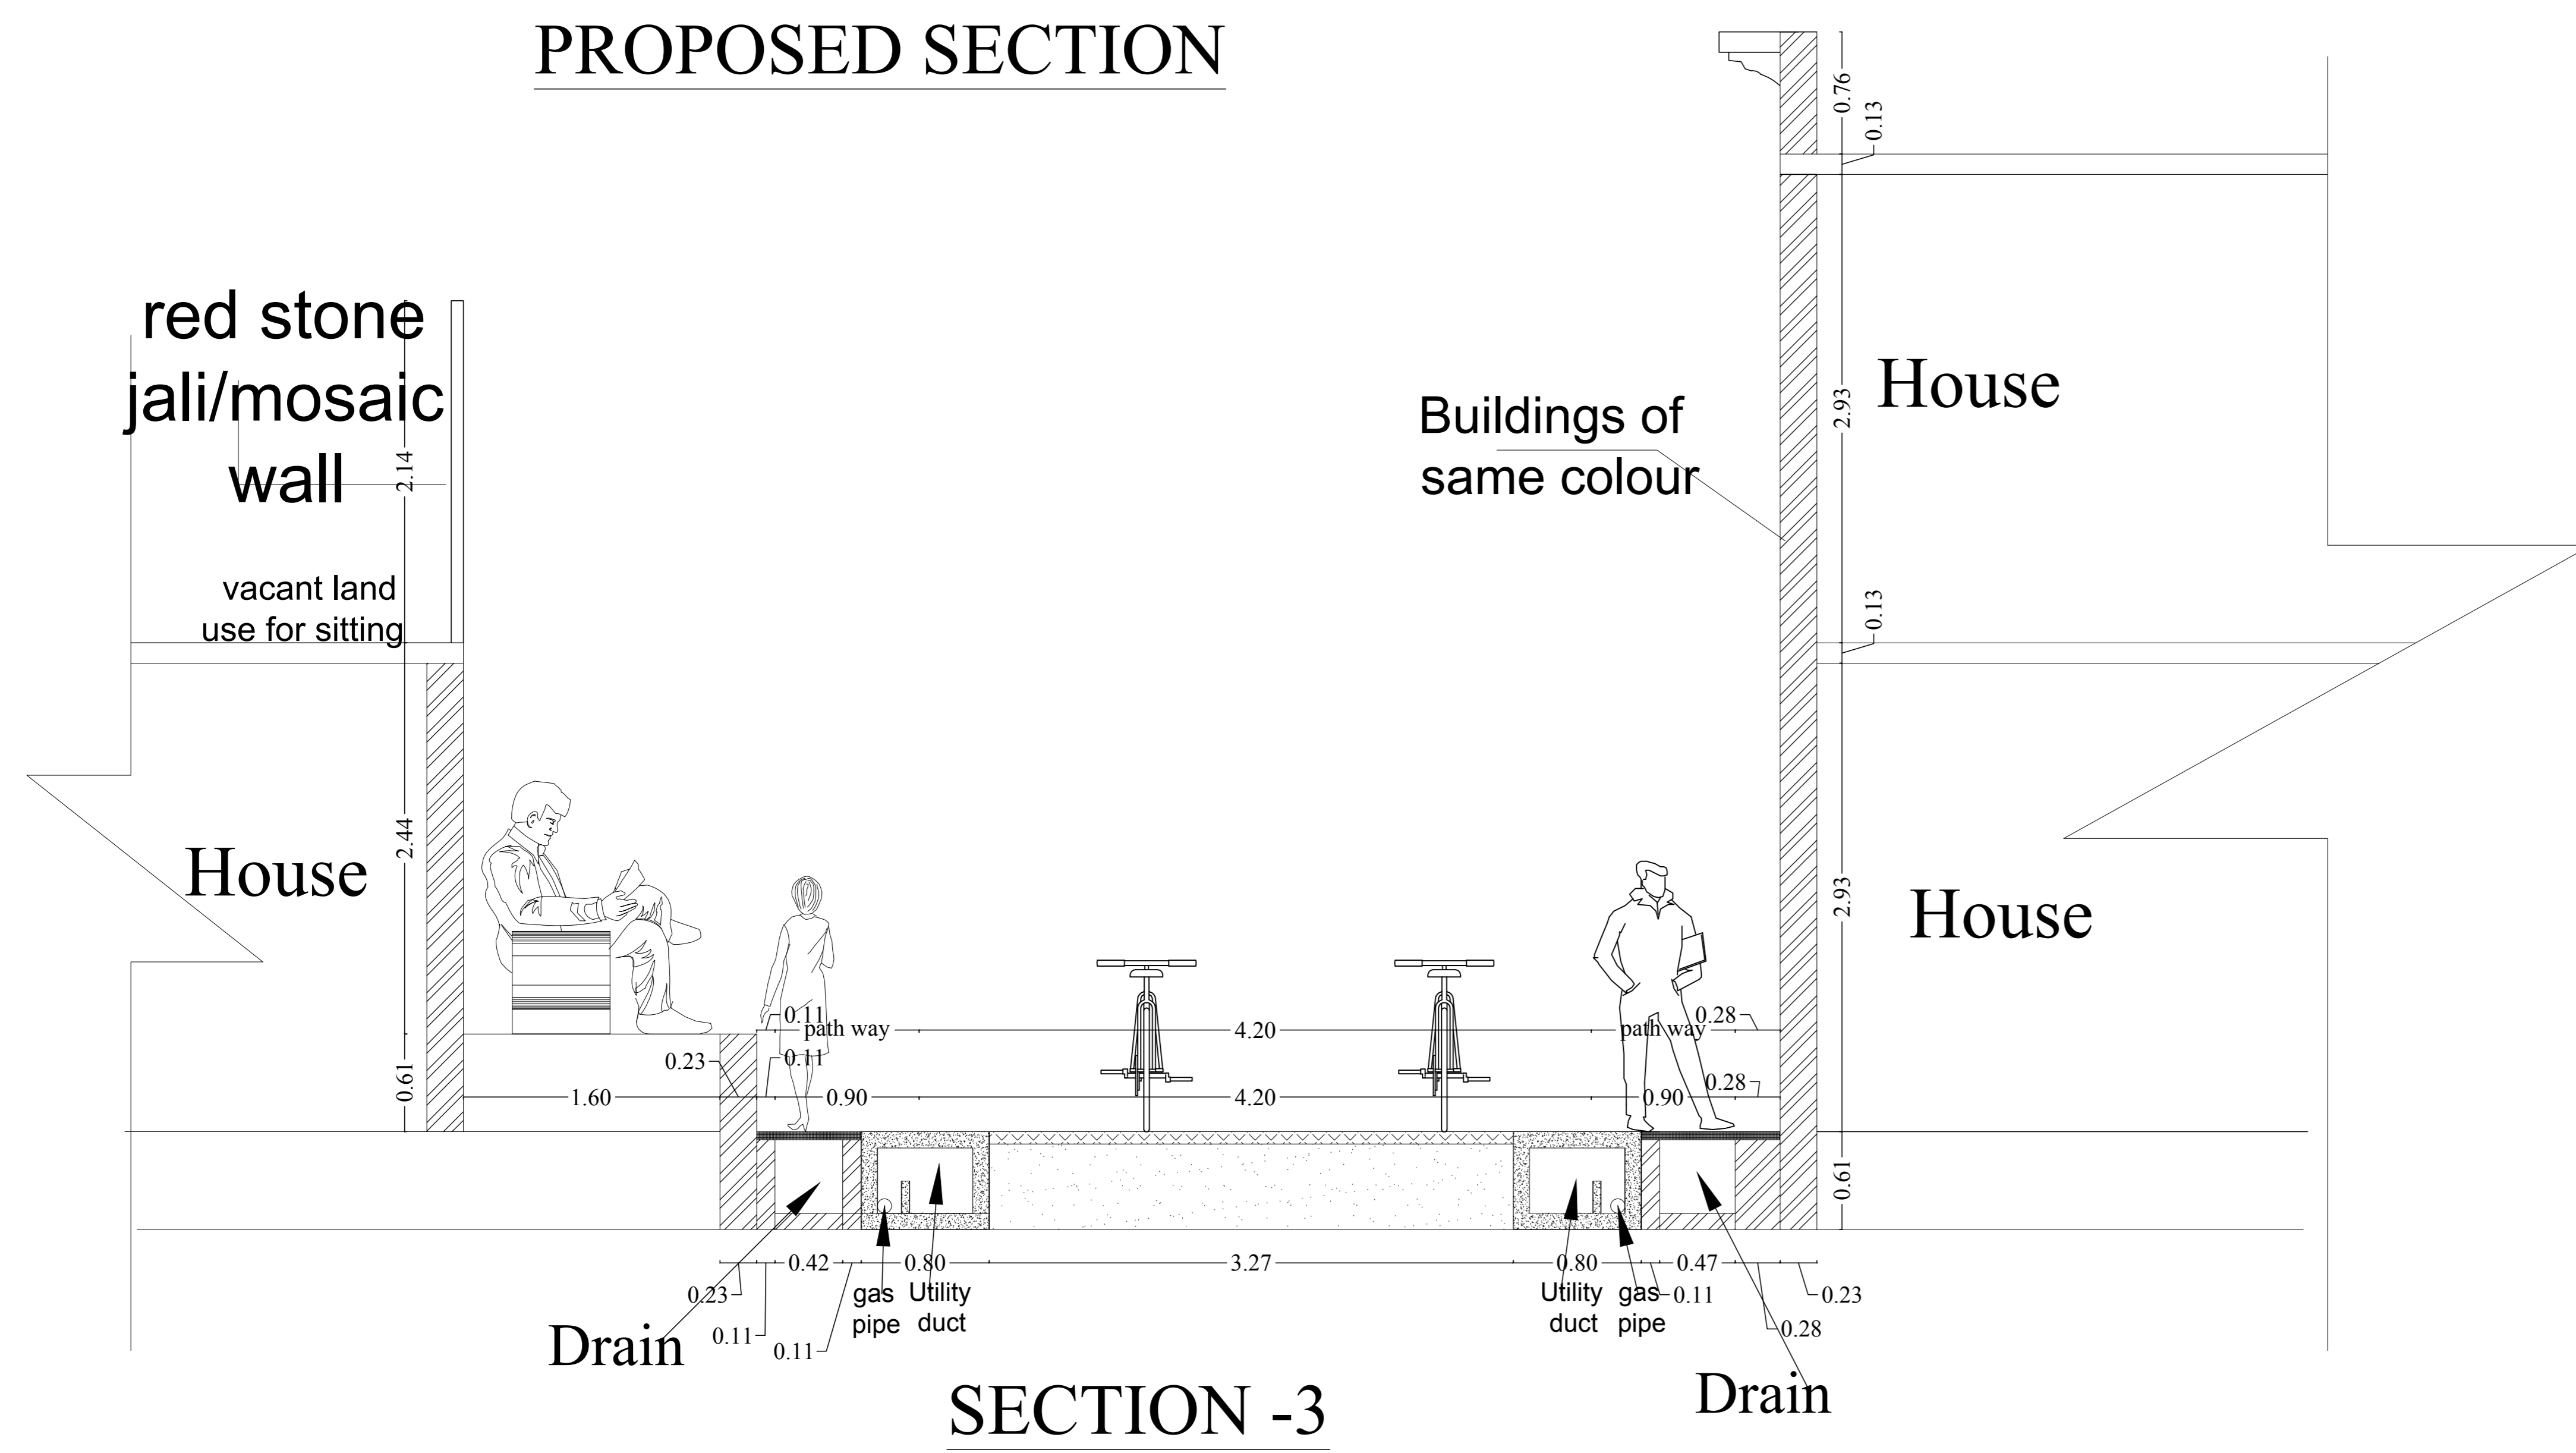 PROPOSED SECTION
0.76
0.13
red stone
jali/mosaic
wall
2.14
Buildings of
same colour
2.93
House
vacant land
use for sitting
0.13
House
2.44
2.93
House
0.11
path way
4.20
path way
0.28
0.23
0.11
0.61
1.60
0.90
4.20
0.90
0.28
0.61
0.42
0.80
3.27
0.80
0.47
0.23
gas
pipe
Utility
duct
Utility
duct
gas
pipe
0.11
0.23
0.11
0.11
0.28
Drain
Drain
SECTION -3